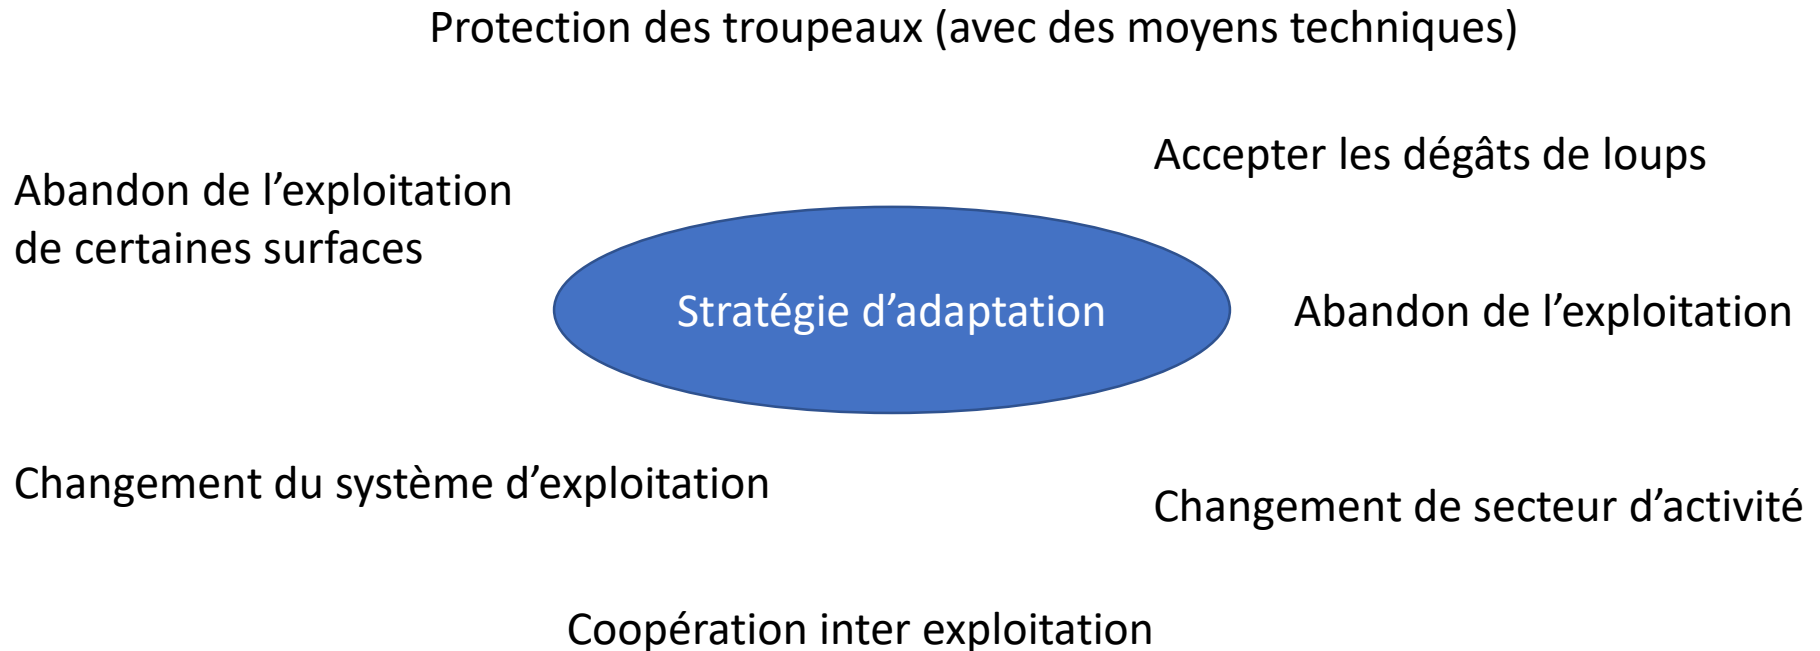 Protection des troupeaux (avec des moyens techniques)
Accepter les dégâts de loups
Abandon de l’exploitation
de certaines surfaces
Stratégie d’adaptation
Abandon de l’exploitation
Changement du système d’exploitation
Changement de secteur d’activité
Coopération inter exploitation